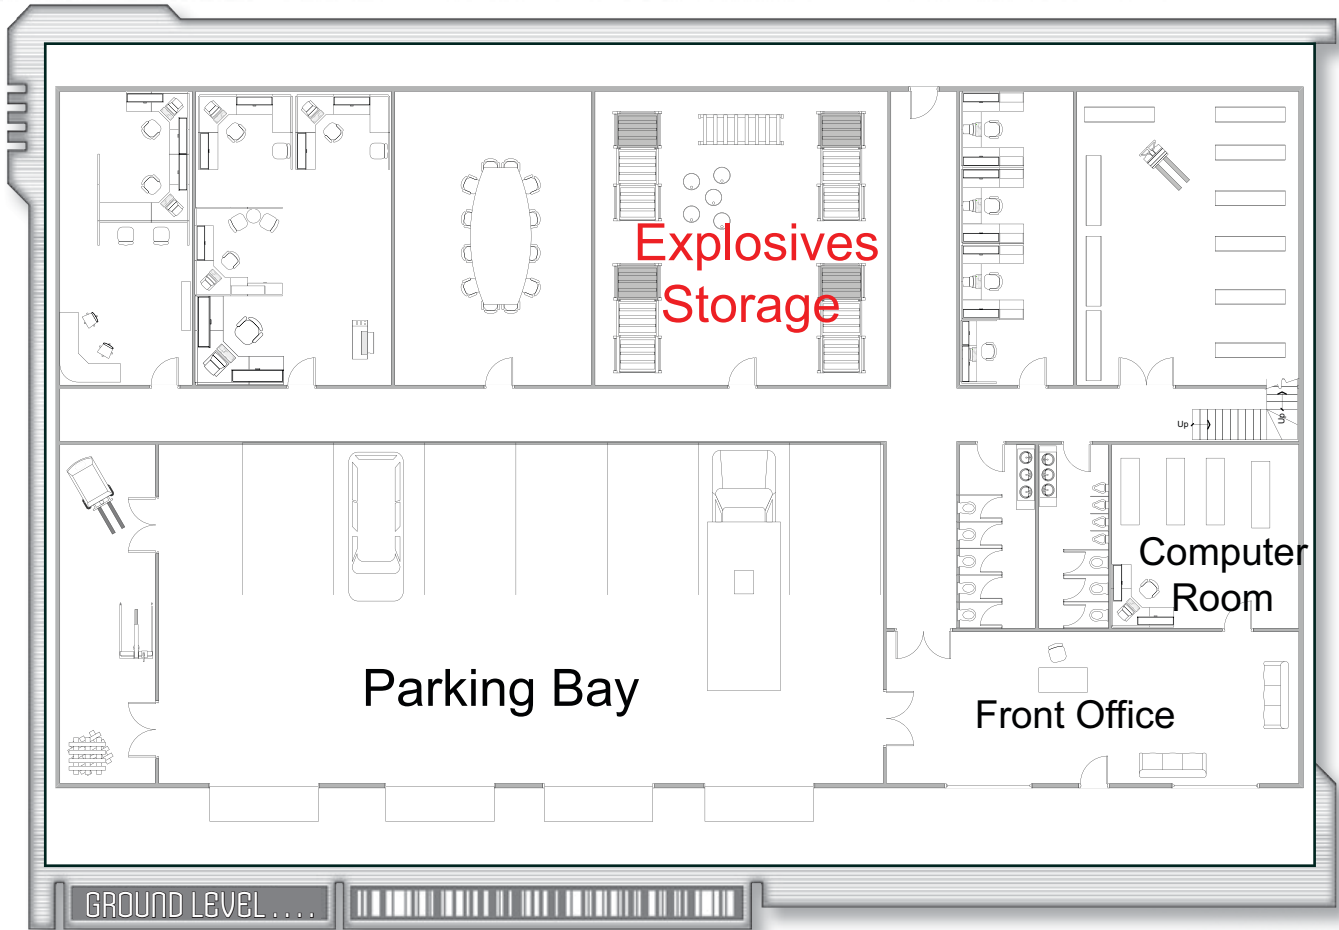 Explosives
Storage
Up
Up
Computer
Room
Parking Bay
Front Office
GROUND LEVEL....